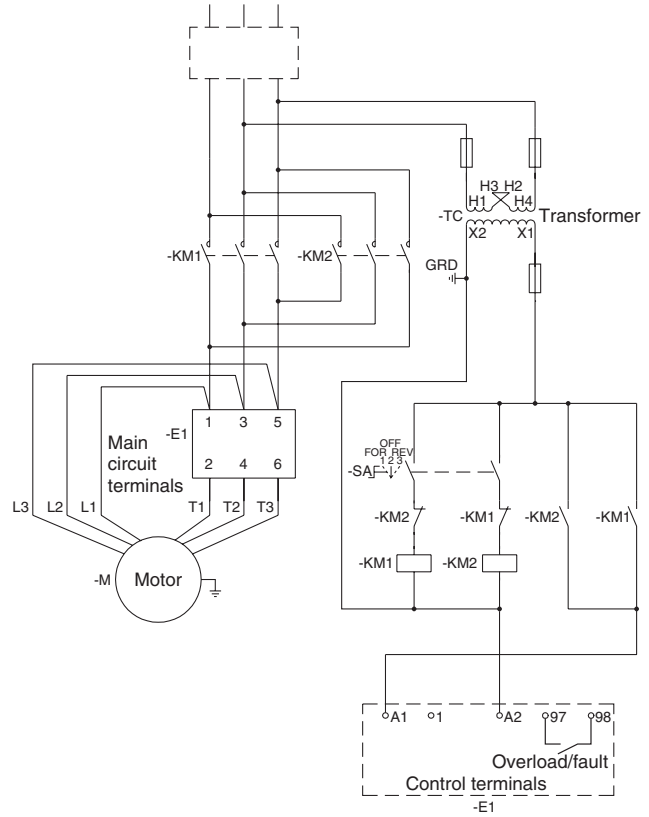 H3 H2
H1 H4
-TC
Transformer
X2 X1
-KM1
-KM2
GRD
1 3 5
-E1
Main
circuit
terminals
2 4 6
OFF
FOR REV
1 2 3
-SA
L3 L2 L1 T1 T2 T3
-KM2 -KM1 -KM2 -KM1
-KM1 -KM2
-M
Motor
A1 1 A2 97 98
Overload/fault
Control terminals
-E1